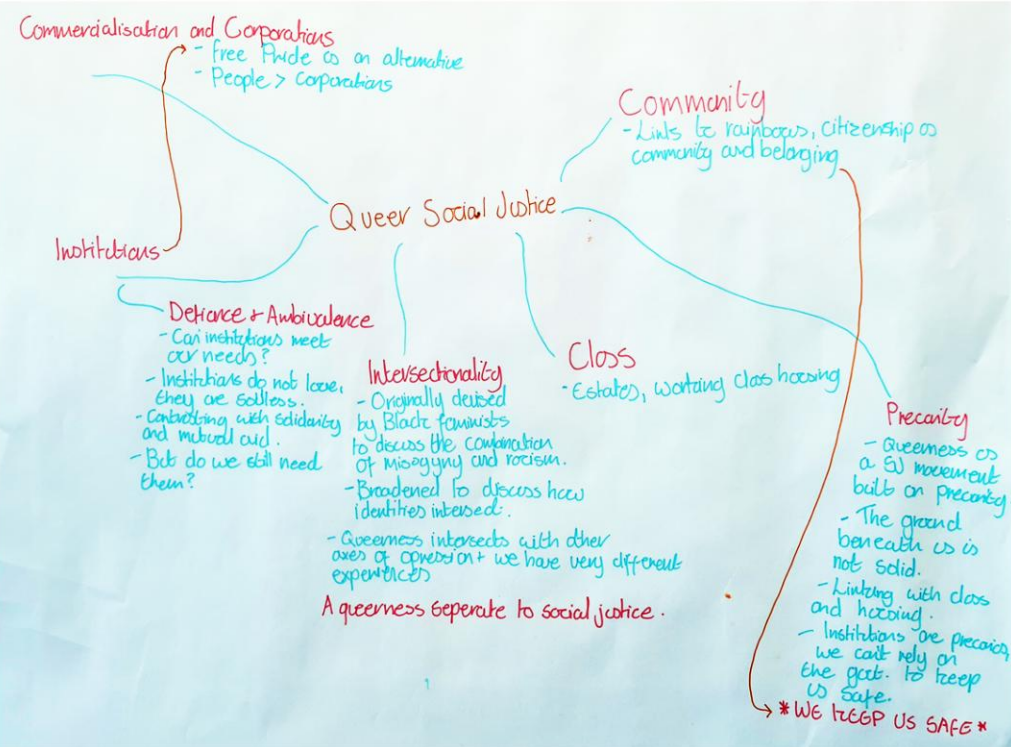 Commercialisation and Corporations
- Free Pride as an alternative
- People > Corporations
Community
- Links to rainbows, citizenship as
community and belonging
Queer Social Justice
Institutions
Defiance + Ambivalence
- Can institutions meet
our needs?
- Institutions do not love,
they are soulless.
- Contrasting with solidarity
and mutual aid.
- But do we still need
them?
Intersectionality
- Originally devised
by Black feminists
to discuss the combination
of misogyny and racism.
- Broadened to discuss how
identities intersect.
- Queerness intersects with other
axes of opression + we have very different
experiences
A queerness seperate to social justice.
Class
- Estates, working class housing
Precarity
- Queerness as
a SJ movement
built on precarity
- The ground
beneath us is
not solid.
- Linking with class
and housing.
- Institutions are precarious,
we can't rely on
the govt. to keep
us safe.
*WE KEEP US SAFE*